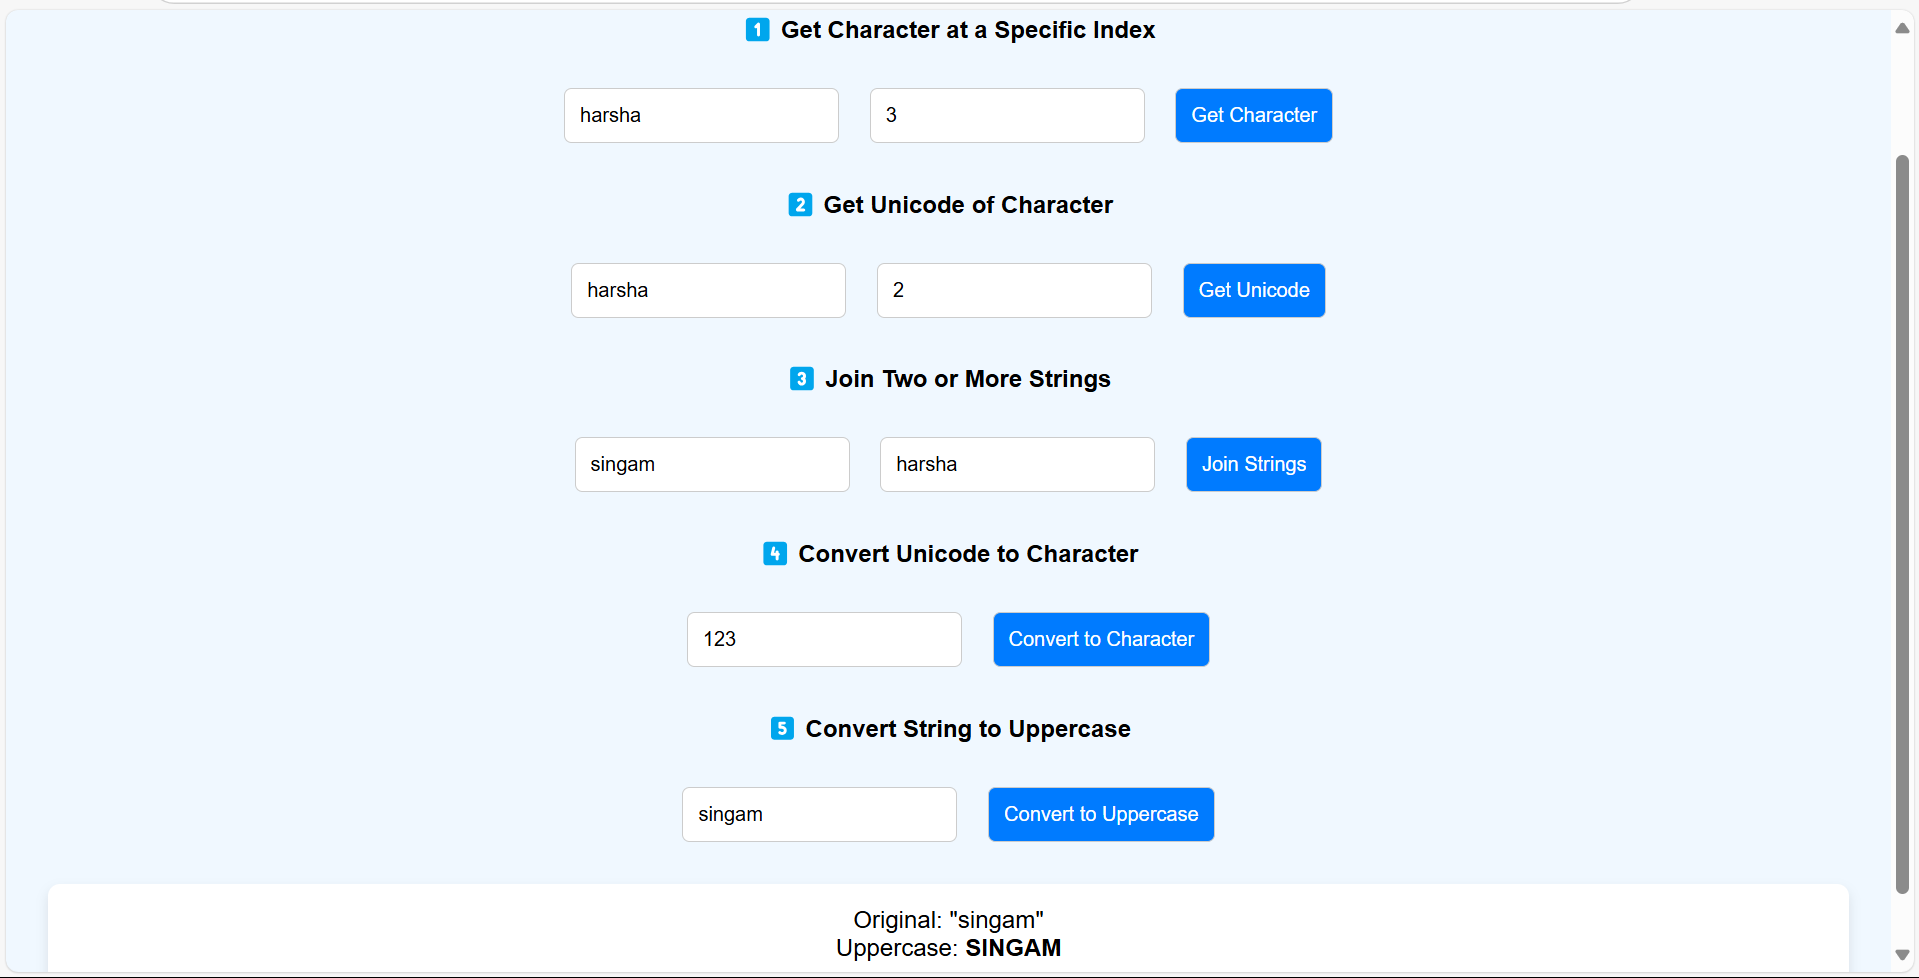 1 Get Character at a Specific Index
harsha 3 Get Character
2 Get Unicode of Character
harsha 2 Get Unicode
3 Join Two or More Strings
singam harsha Join Strings
4 Convert Unicode to Character
123 Convert to Character
5 Convert String to Uppercase
singam Convert to Uppercase
Original: "singam"
Uppercase: SINGAM